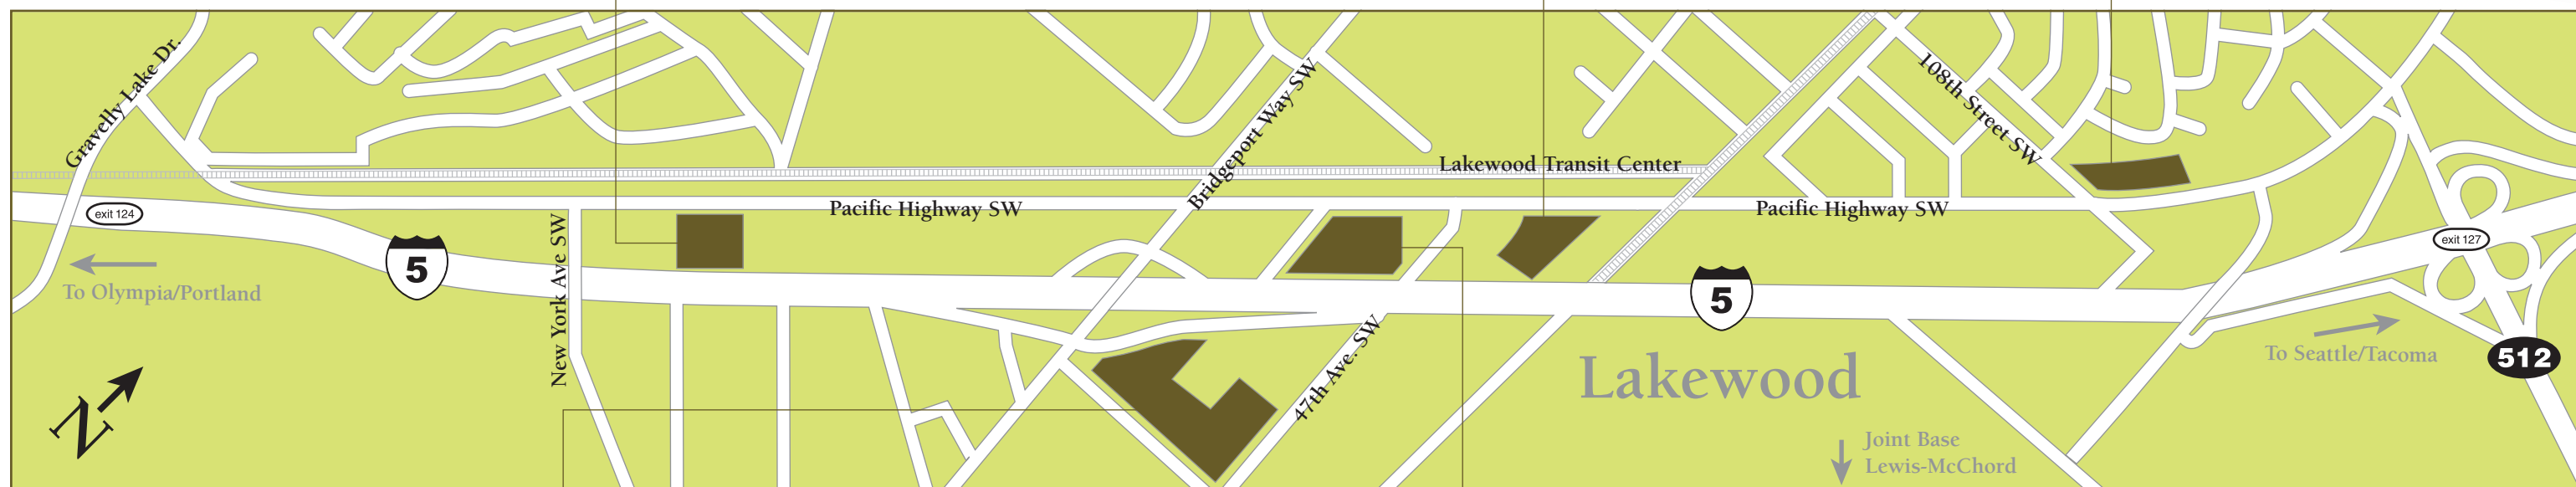 Gravelly Lake Dr.
108th Street SW
Bridgeport Way SW
Lakewood Transit Center
Pacific Highway SW
Pacific Highway SW
exit 124
exit 127
5
To Olympia/Portland
New York Ave SW
5
47th Ave. SW
Lakewood
To Seattle/Tacoma
512
N
Joint Base
Lewis-McChord